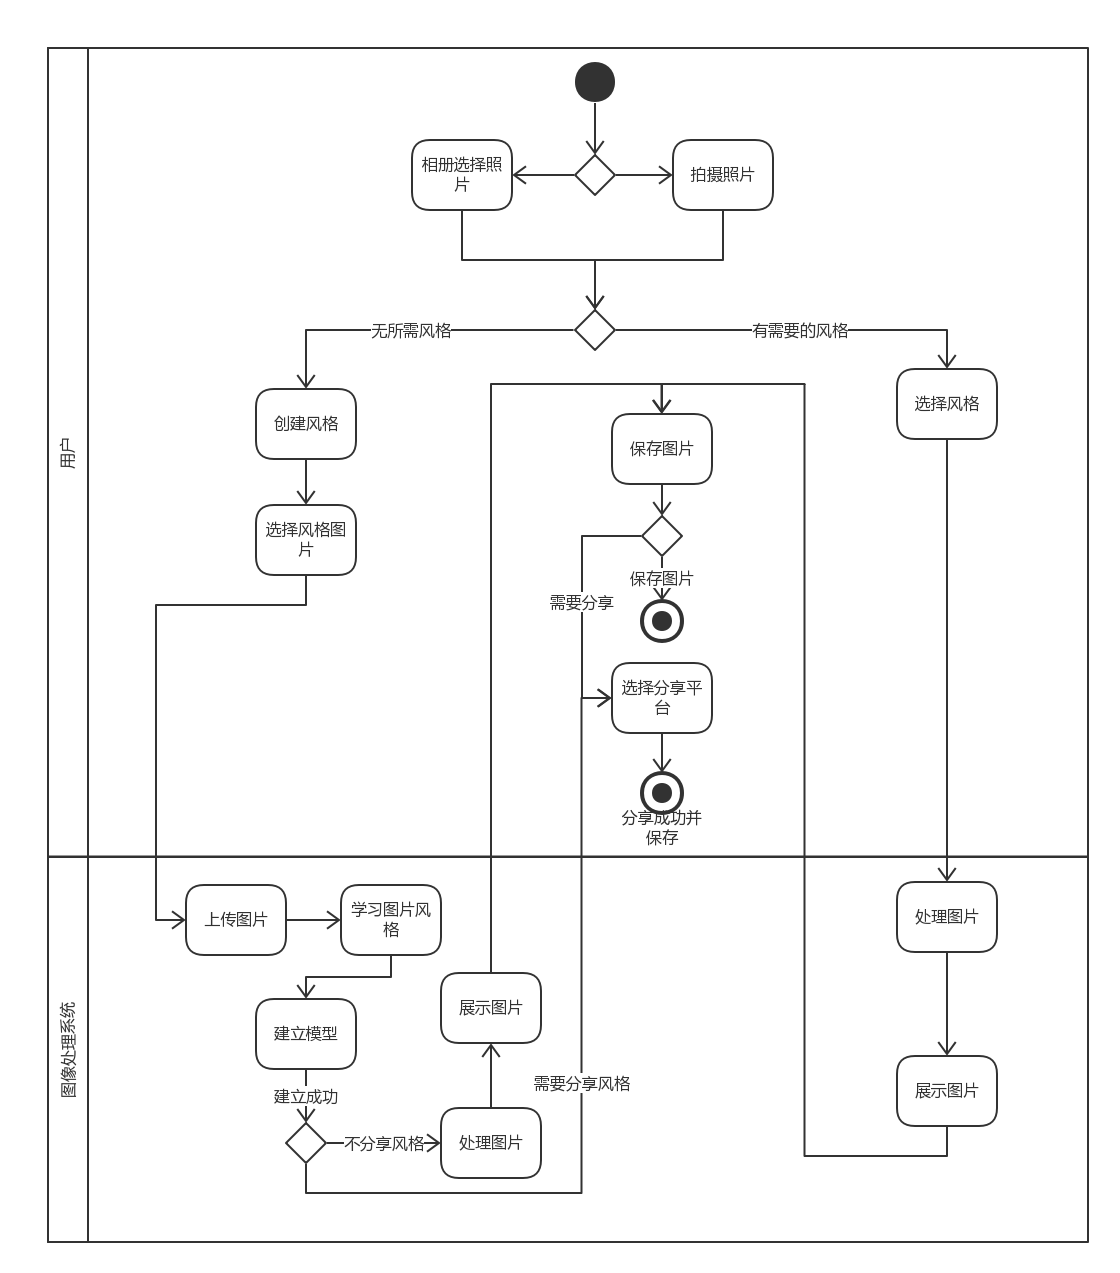 相册选择照
片
拍摄照片
无所需风格
有需要的风格
创建风格
选择风格
用户
保存图片
选择风格图
片
保存图片
需要分享
选择分享平
台
分享成功并
保存
上传图片
学习图片风
格
处理图片
图像处理系统
展示图片
建立模型
需要分享风格
展示图片
建立成功
不分享风格
处理图片